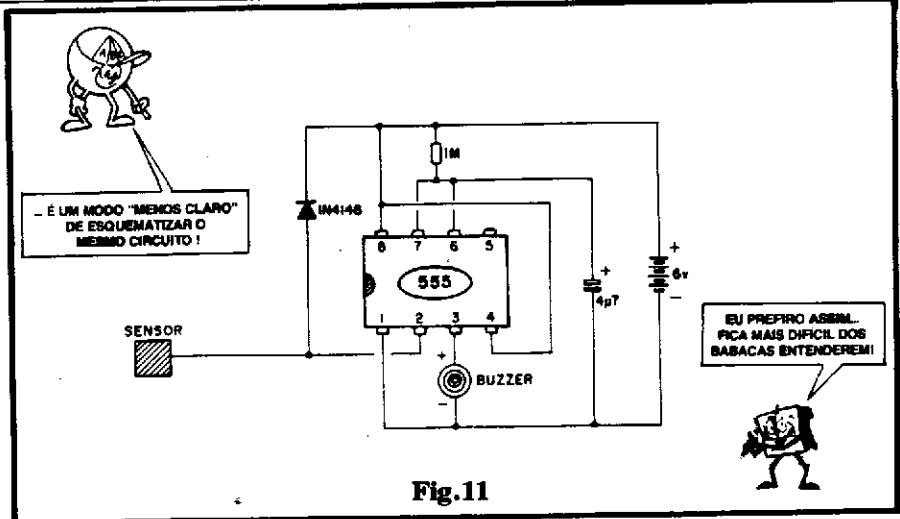 ... É UM MODO "MENOS CLARO"
DE ESQUEMATIZAR O
MESMO CIRCUITO !
1M
1N4148
8 7 6 5
555
1 2 3 4
+
4µ7
+
6v
-
SENSOR
+
BUZZER
-
EU PREFIRO ASSIM...
FICA MAIS DIFICIL DOS
BABACAS ENTENDEREM!
Fig.11